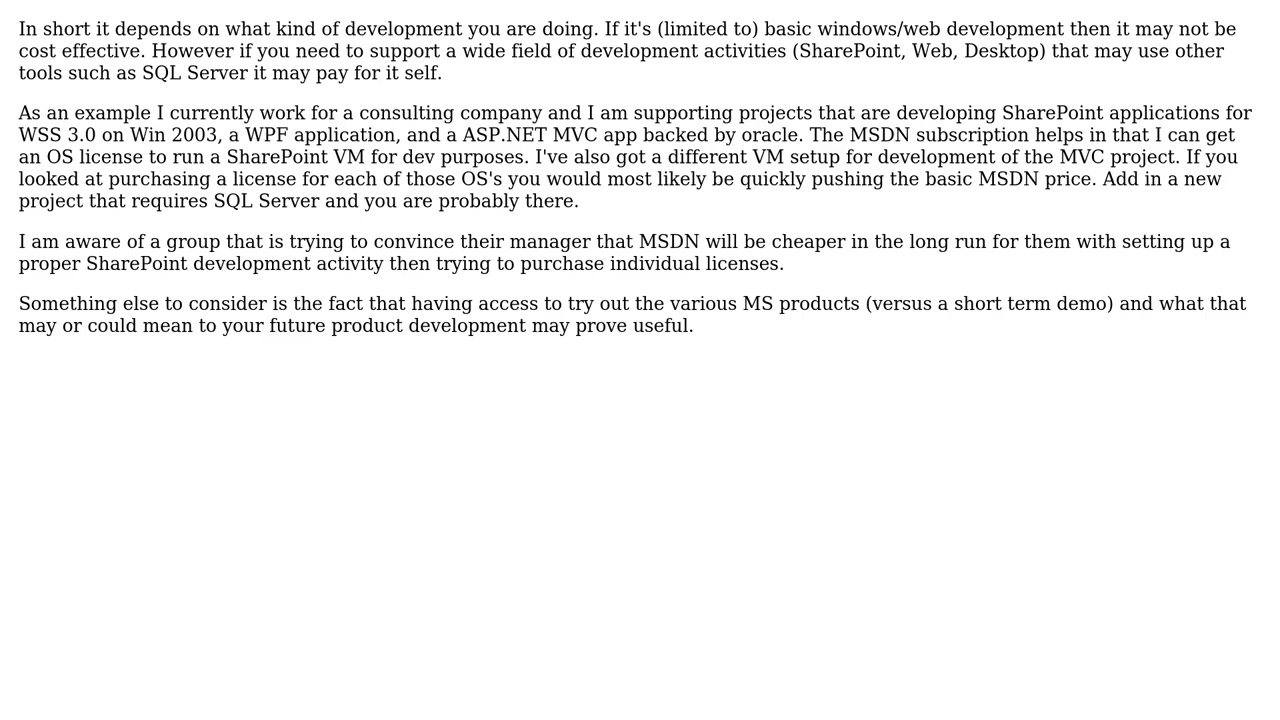 In short it depends on what kind of development you are doing. If it's (limited to) basic windows/web development then it may not be
cost effective. However if you need to support a wide field of development activities (SharePoint, Web, Desktop) that may use other
tools such as SQL Server it may pay for it self.
As an example I currently work for a consulting company and I am supporting projects that are developing SharePoint applications for
WSS 3.0 on Win 2003, a WPF application, and a ASP.NET MVC app backed by oracle. The MSDN subscription helps in that I can get
an OS license to run a SharePoint VM for dev purposes. I've also got a different VM setup for development of the MVC project. If you
looked at purchasing a license for each of those OS's you would most likely be quickly pushing the basic MSDN price. Add in a new
project that requires SQL Server and you are probably there.
I am aware of a group that is trying to convince their manager that MSDN will be cheaper in the long run for them with setting up a
proper SharePoint development activity then trying to purchase individual licenses.
Something else to consider is the fact that having access to try out the various MS products (versus a short term demo) and what that
may or could mean to your future product development may prove useful.